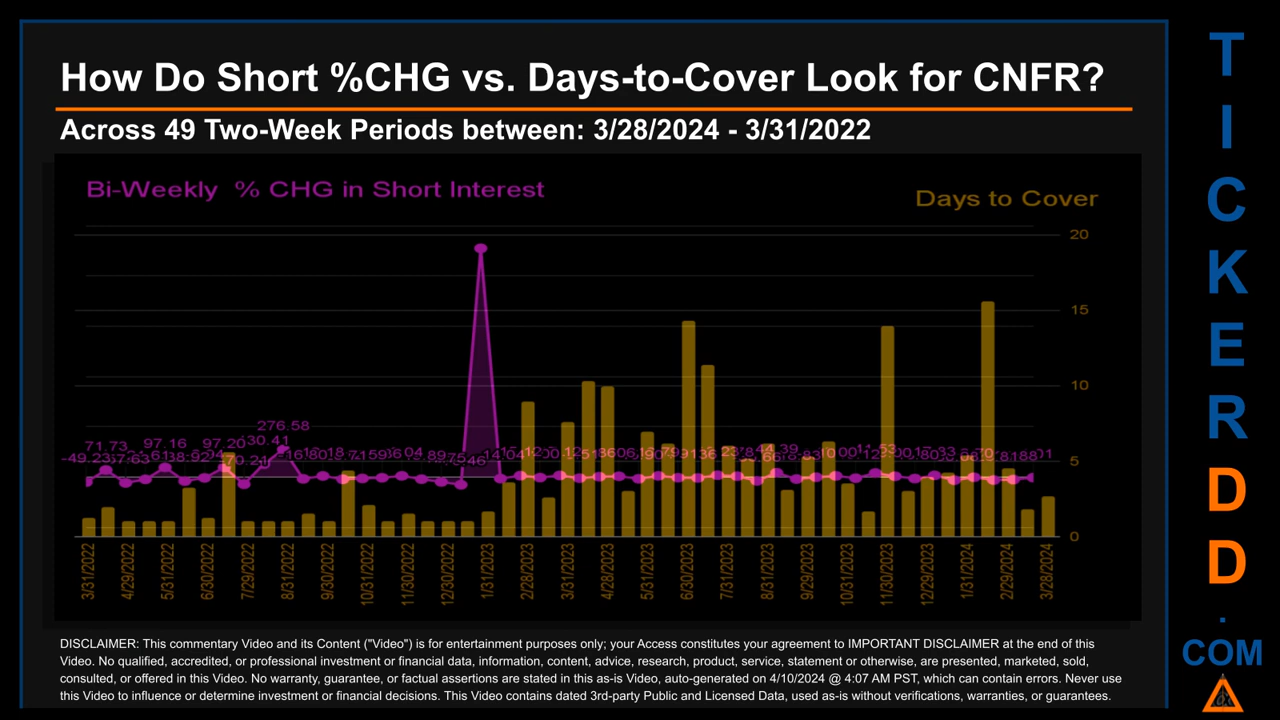 How Do Short %CHG vs. Days-to-Cover Look for CNFR?
Across 49 Two-Week Periods between: 3/28/2024 - 3/31/2022
Bi-Weekly % CHG in Short Interest
Days to Cover
20
15
10
5
0
276.58
71.73
97.16
97.20
-49.23
3/31/2022
4/29/2022
5/31/2022
6/30/2022
7/29/2022
8/31/2022
9/30/2022
10/31/2022
11/30/2022
12/30/2022
1/31/2023
2/28/2023
3/31/2023
4/28/2023
5/31/2023
6/30/2023
7/31/2023
8/31/2023
9/29/2023
10/31/2023
11/30/2023
12/29/2023
1/31/2024
2/29/2024
3/28/2024
DISCLAIMER: This commentary Video and its Content ("Video") is for entertainment purposes only; your Access constitutes your agreement to IMPORTANT DISCLAIMER at the end of this
Video. No qualified, accredited, or professional investment or financial data, information, content, advice, research, product, service, statement or otherwise, are presented, marketed, sold,
consulted, or offered in this Video. No warranty, guarantee, or factual assertions are stated in this as-is Video, auto-generated on 4/10/2024 @ 4:07 AM PST, which can contain errors. Never use
this Video to influence or determine investment or financial decisions. This Video contains dated 3rd-party Public and Licensed Data, used as-is without verifications, warranties, or guarantees.
T
I
C
K
E
R
D
D
.
COM